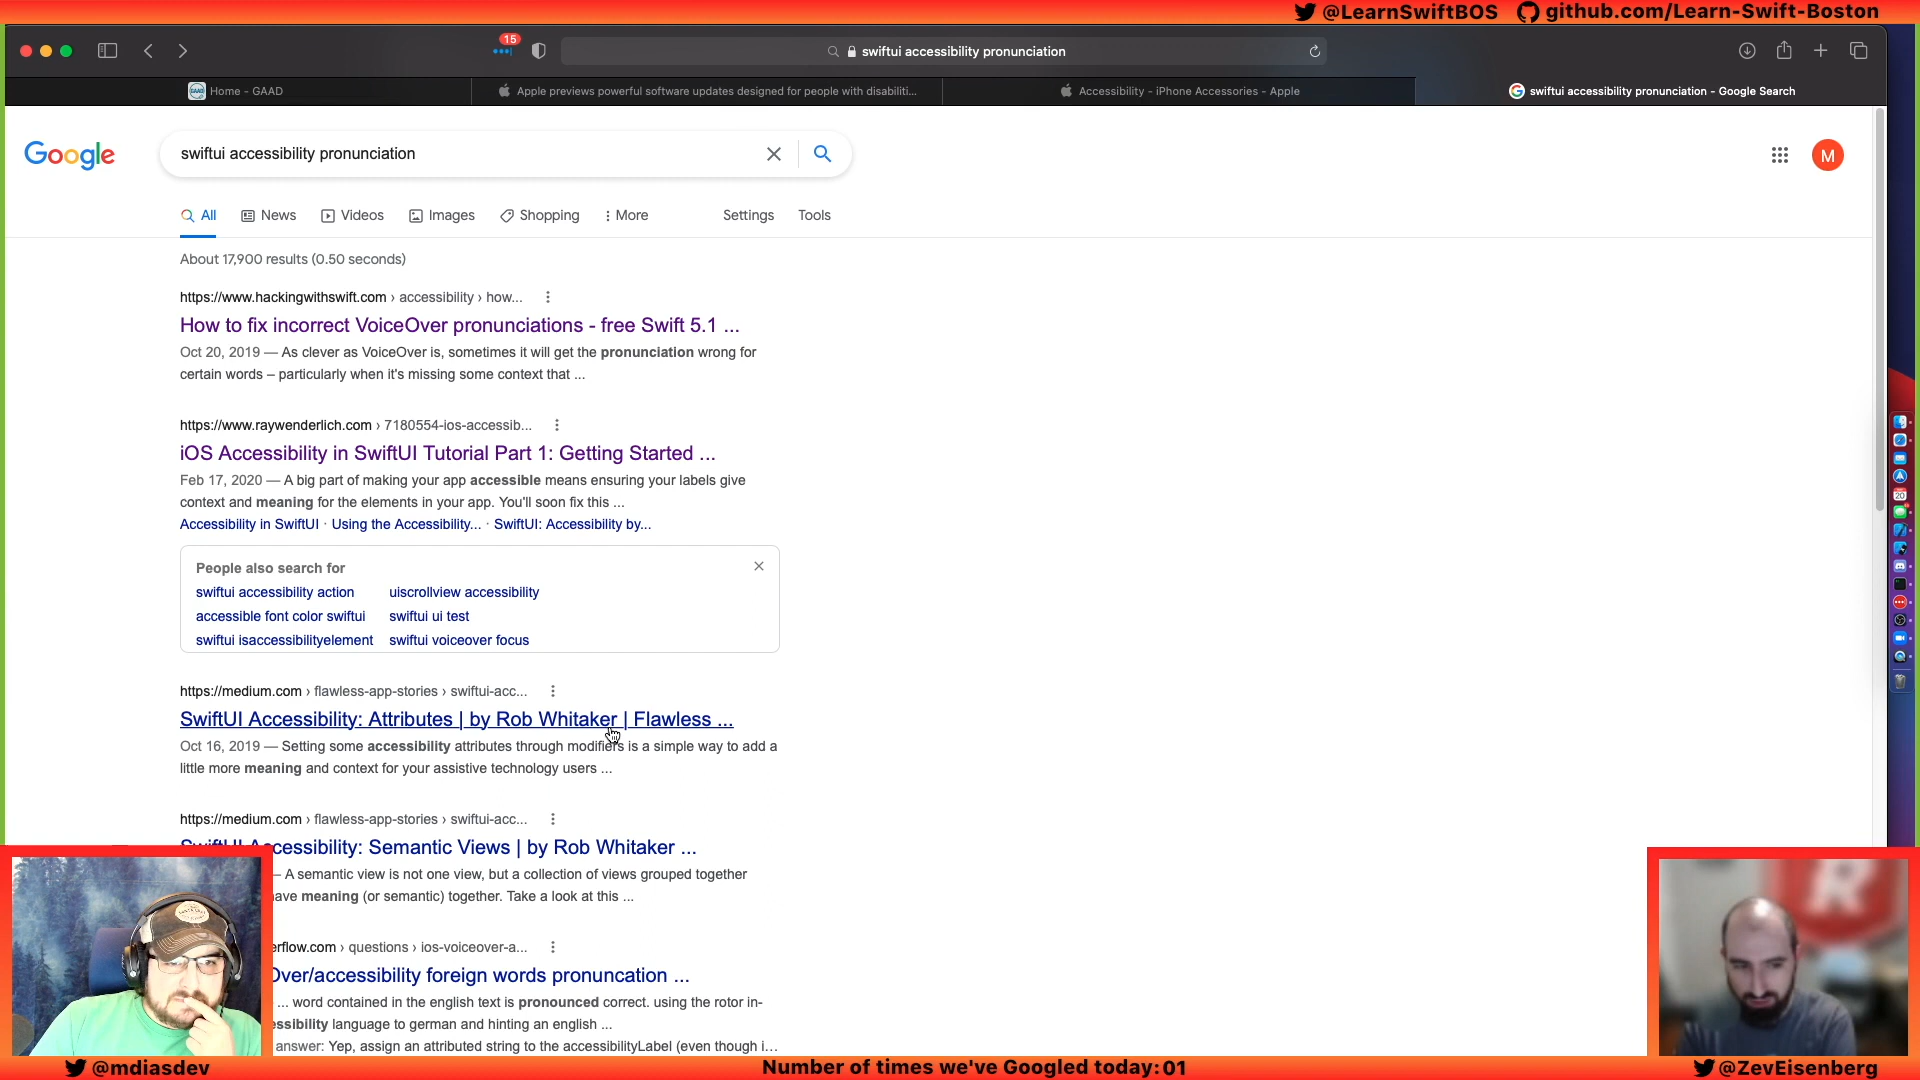 @LearnSwiftBOS github.com/Learn-Swift-Boston
15
swiftui accessibility pronunciation
Home - GAAD
Apple previews powerful software updates designed for people with disabiliti...
Accessibility - iPhone Accessories - Apple
swiftui accessibility pronunciation - Google Search
Google
swiftui accessibility pronunciation
M
All News Videos Images Shopping More Settings Tools
About 17,900 results (0.50 seconds)
https://www.hackingwithswift.com › accessibility › how...
How to fix incorrect VoiceOver pronunciations - free Swift 5.1 ...
Oct 20, 2019 — As clever as VoiceOver is, sometimes it will get the pronunciation wrong for
certain words – particularly when it's missing some context that ...
https://www.raywenderlich.com › 7180554-ios-accessib...
iOS Accessibility in SwiftUI Tutorial Part 1: Getting Started ...
Feb 17, 2020 — A big part of making your app accessible means ensuring your labels give
context and meaning for the elements in your app. You'll soon fix this ...
Accessibility in SwiftUI · Using the Accessibility... · SwiftUI: Accessibility by...
People also search for
swiftui accessibility action uiscrollview accessibility
accessible font color swiftui swiftui ui test
swiftui isaccessibilityelement swiftui voiceover focus
https://medium.com › flawless-app-stories › swiftui-acc...
SwiftUI Accessibility: Attributes | by Rob Whitaker | Flawless ...
Oct 16, 2019 — Setting some accessibility attributes through modifiers is a simple way to add a
little more meaning and context for your assistive technology users ...
https://medium.com › flawless-app-stories › swiftui-acc...
SwiftUI Accessibility: Semantic Views | by Rob Whitaker ...
— A semantic view is not one view, but a collection of views grouped together
ave meaning (or semantic) together. Take a look at this ...
erflow.com › questions › ios-voiceover-a...
Over/accessibility foreign words pronuncation ...
... word contained in the english text is pronounced correct. using the rotor in-
essibility language to german and hinting an english ...
answer: Yep, assign an attributed string to the accessibilityLabel (even though i...
20
R
@mdiasdev
Number of times we've Googled today: 01
@ZevEisenberg